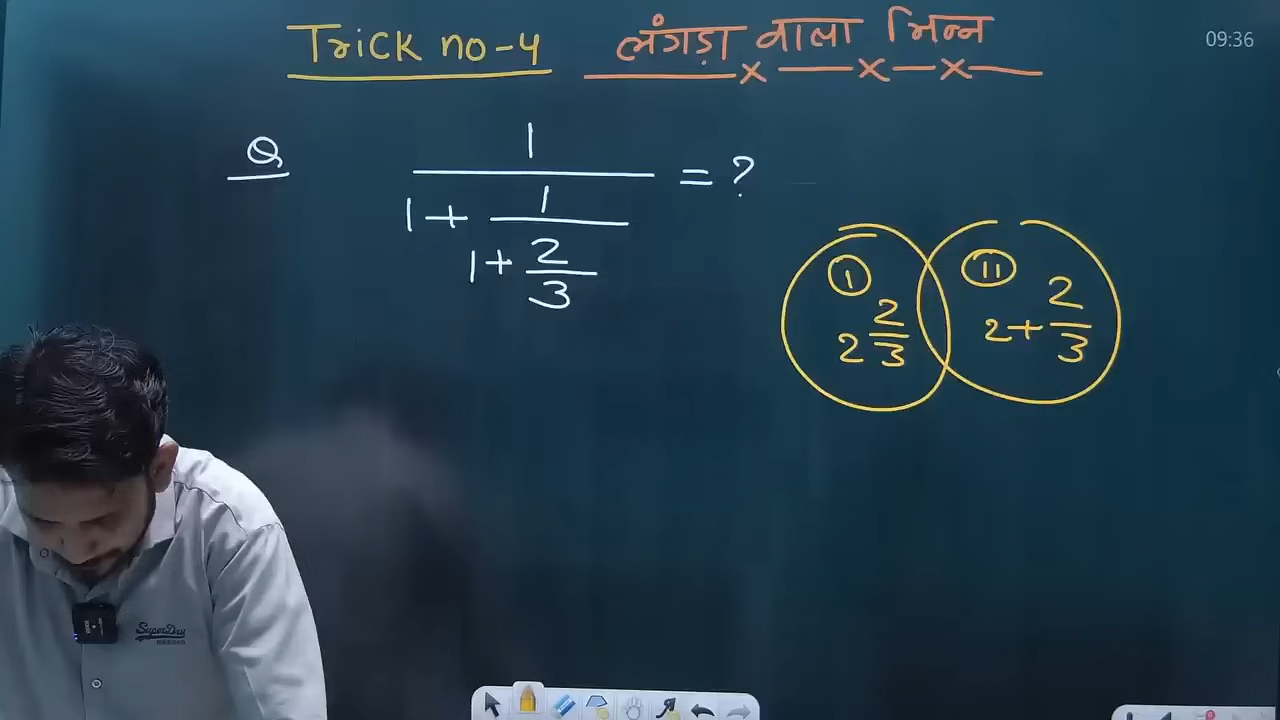 Trick no-4 लंगड़ा वाला भिन्न
09:36
Q
1
1 + 1
1 + 2
3
= ?
I
2 2/3
II
2 + 2/3
SuperDry